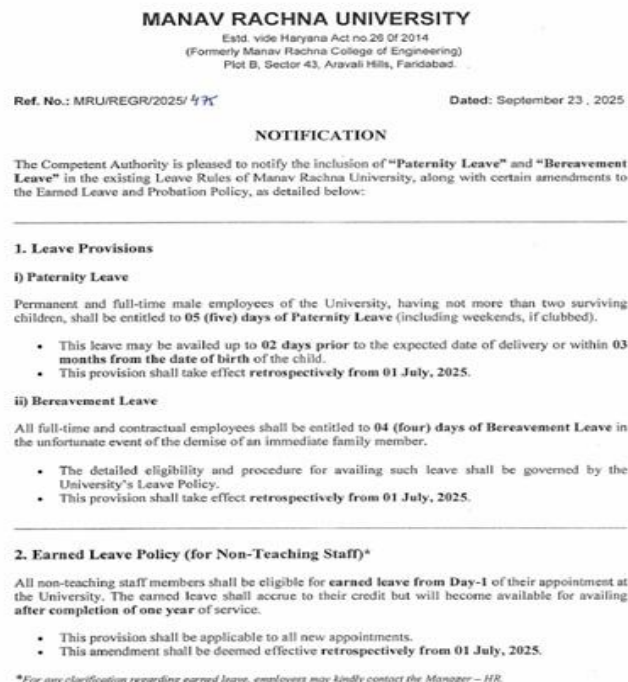 MANAV RACHNA UNIVERSITY
Estd. vide Haryana Act no.26 0f 2014
(Formerly Manav Rachna College of Engineering)
Plot B, Sector 43, Aravali Hills, Faridabad.
Ref. No.: MRU/REGR/2025/ 475
Dated: September 23 , 2025
NOTIFICATION
The Competent Authority is pleased to notify the inclusion of “Paternity Leave” and “Bereavement
Leave” in the existing Leave Rules of Manav Rachna University, along with certain amendments to
the Earned Leave and Probation Policy, as detailed below:
1. Leave Provisions
i) Paternity Leave
Permanent and full-time male employees of the University, having not more than two surviving
children, shall be entitled to 05 (five) days of Paternity Leave (including weekends, if clubbed).
• This leave may be availed up to 02 days prior to the expected date of delivery or within 03
months from the date of birth of the child.
• This provision shall take effect retrospectively from 01 July, 2025.
ii) Bereavement Leave
All full-time and contractual employees shall be entitled to 04 (four) days of Bereavement Leave in
the unfortunate event of the demise of an immediate family member.
• The detailed eligibility and procedure for availing such leave shall be governed by the
University's Leave Policy.
• This provision shall take effect retrospectively from 01 July, 2025.
2. Earned Leave Policy (for Non-Teaching Staff)*
All non-teaching staff members shall be eligible for earned leave from Day-1 of their appointment at
the University. The earned leave shall accrue to their credit but will become available for availing
after completion of one year of service.
• This provision shall be applicable to all new appointments.
• This amendment shall be deemed effective retrospectively from 01 July, 2025.
*For any clarification regarding earned leave, employees may kindly contact the Manager – HR.